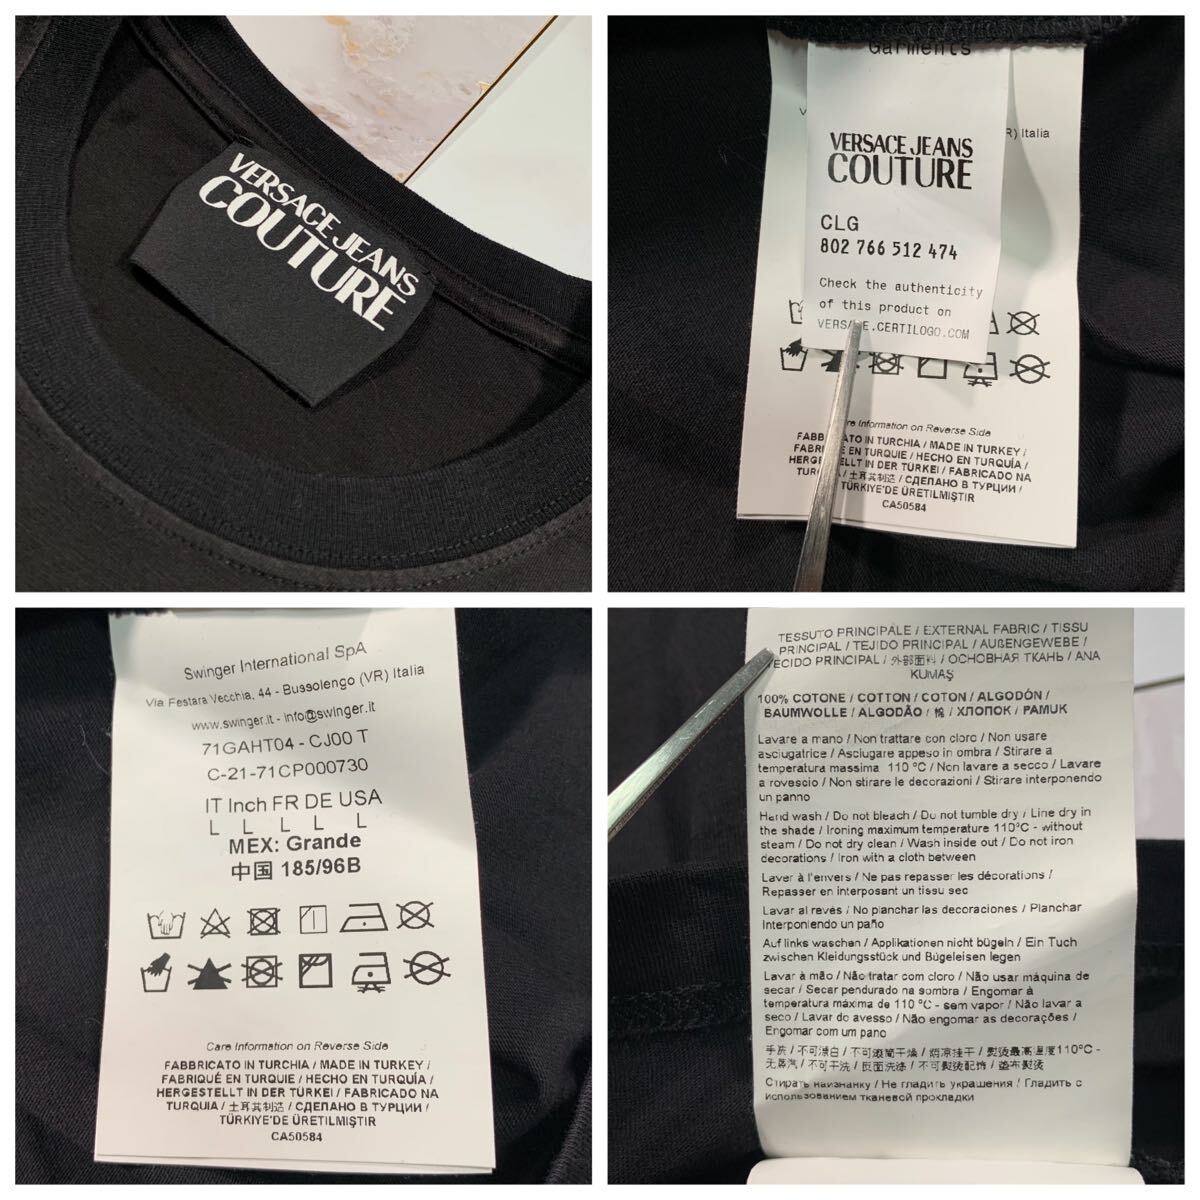 VERSACE JEANS
COUTURE
Garments
R) Italia
VERSACE JEANS
COUTURE
CLG
802 766 512 474
Check the authenticity
of this product on
VERSACE.CERTILOGO.COM
Care Information on Reverse Side
FABBRICATO IN TURCHIA / MADE IN TURKEY /
FABRIQUÉ EN TURQUIE / HECHO EN TURQUÍA /
HERGESTELLT IN DER TÜRKEI / FABRICADO NA
TURQUIA / 土耳其制造 / СДЕЛАНО В ТУРЦИИ /
TÜRKIYE'DE ÜRETILMIŞTIR
CA50584
Swinger International SpA
Via Festara Vecchia, 44 - Bussolengo (VR) Italia
www.swinger.it - info@swinger.it
71GAHT04 - CJ00 T
C-21-71CP000730
IT Inch FR DE USA
L L L L L
MEX: Grande
中国 185/96B
Care Information on Reverse Side
FABBRICATO IN TURCHIA / MADE IN TURKEY /
FABRIQUÉ EN TURQUIE / HECHO EN TURQUÍA /
HERGESTELLT IN DER TÜRKEI / FABRICADO NA
TURQUIA / 土耳其制造 / СДЕЛАНО В ТУРЦИИ /
TÜRKIYE'DE ÜRETILMIŞTIR
CA50584
TESSUTO PRINCIPALE / EXTERNAL FABRIC / TISSU
PRINCIPAL / TEJIDO PRINCIPAL / AUßENGEWEBE /
TECIDO PRINCIPAL / 外部面料 / ОСНОВНАЯ ТКАНЬ / ANA
KUMAŞ
100% COTONE / COTTON / COTON / ALGODÓN /
BAUMWOLLE / ALGODÃO / 棉 / ХЛОПОК / PAMUK
Lavare a mano / Non trattare con cloro / Non usare
asciugatrice / Asciugare appeso in ombra / Stirare a
temperatura massima 110 °C / Non lavare a secco / Lavare
a rovescio / Non stirare le decorazioni / Stirare interponendo
un panno
Hand wash / Do not bleach / Do not tumble dry / Line dry in
the shade / Ironing maximum temperature 110°C - without
steam / Do not dry clean / Wash inside out / Do not iron
decorations / Iron with a cloth between
Laver à l'envers / Ne pas repasser les décorations /
Repasser en interposant un tissu sec
Lavar al revés / No planchar las decoraciones / Planchar
interponiendo un paño
Auf links waschen / Applikationen nicht bügeln / Ein Tuch
zwischen Kleidungsstück und Bügeleisen legen
Lavar à mão / Não tratar com cloro / Não usar máquina de
secar / Secar pendurado na sombra / Engomar à
temperatura máxima de 110 °C - sem vapor / Não lavar a
seco / Lavar do avesso / Não engomar as decorações /
Engomar com um pano
手洗 / 不可漂白 / 不可滚筒干燥 / 阴凉挂干 / 熨烫最高温度110°C -
无蒸汽 / 不可干洗 / 反面洗涤 / 不可熨烫配饰 / 垫布熨烫
Стирать наизнанку / Не гладить украшения / Гладить с
использованием тканевой прокладки